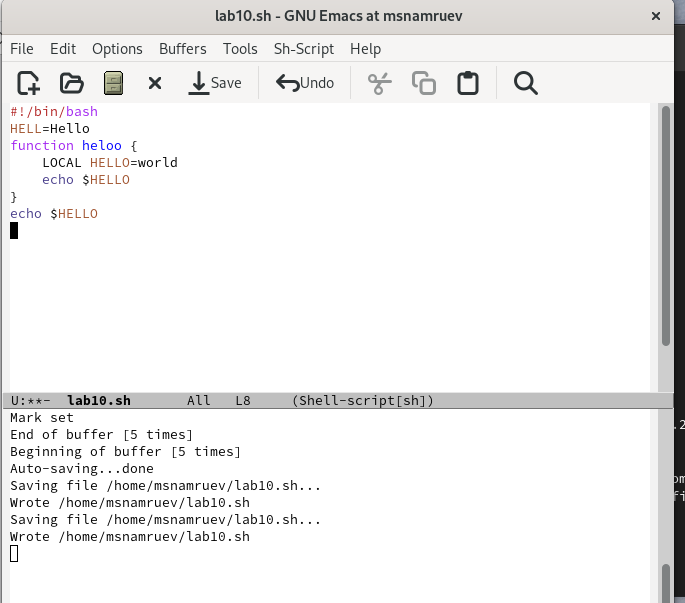 lab10.sh - GNU Emacs at msnamruev
File Edit Options Buffers Tools Sh-Script Help
Save Undo
#!/bin/bash
HELL=Hello
function heloo {
    LOCAL HELLO=world
    echo $HELLO
}
echo $HELLO
U:**-  lab10.sh       All   L8     (Shell-script[sh])
Mark set
End of buffer [5 times]
Beginning of buffer [5 times]
Auto-saving...done
Saving file /home/msnamruev/lab10.sh...
Wrote /home/msnamruev/lab10.sh
Saving file /home/msnamruev/lab10.sh...
Wrote /home/msnamruev/lab10.sh